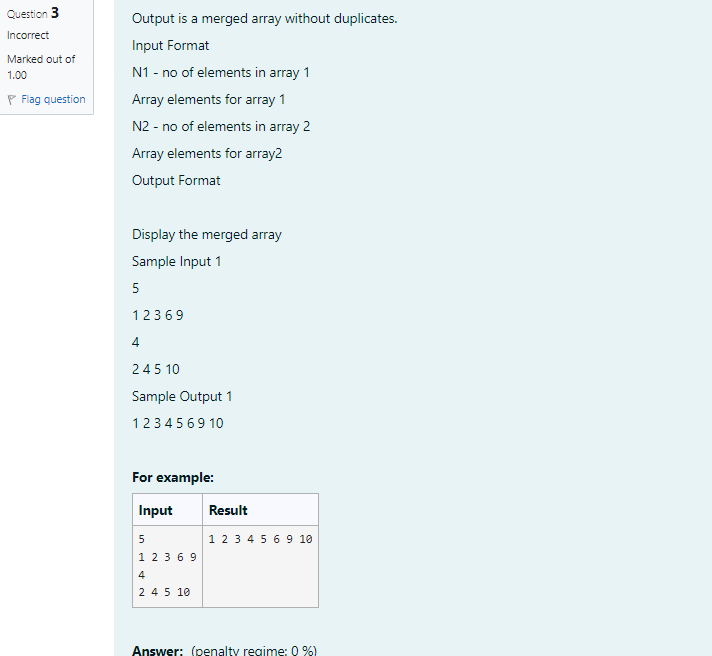 Question 3
Incorrect
Marked out of
1.00
Flag question
Output is a merged array without duplicates.
Input Format
N1 - no of elements in array 1
Array elements for array 1
N2 - no of elements in array 2
Array elements for array2
Output Format
Display the merged array
Sample Input 1
5
1 2 3 6 9
4
2 4 5 10
Sample Output 1
1 2 3 4 5 6 9 10
For example:
Input Result
5 1 2 3 4 5 6 9 10
1 2 3 6 9
4
2 4 5 10
Answer: (penalty regime: 0 %)